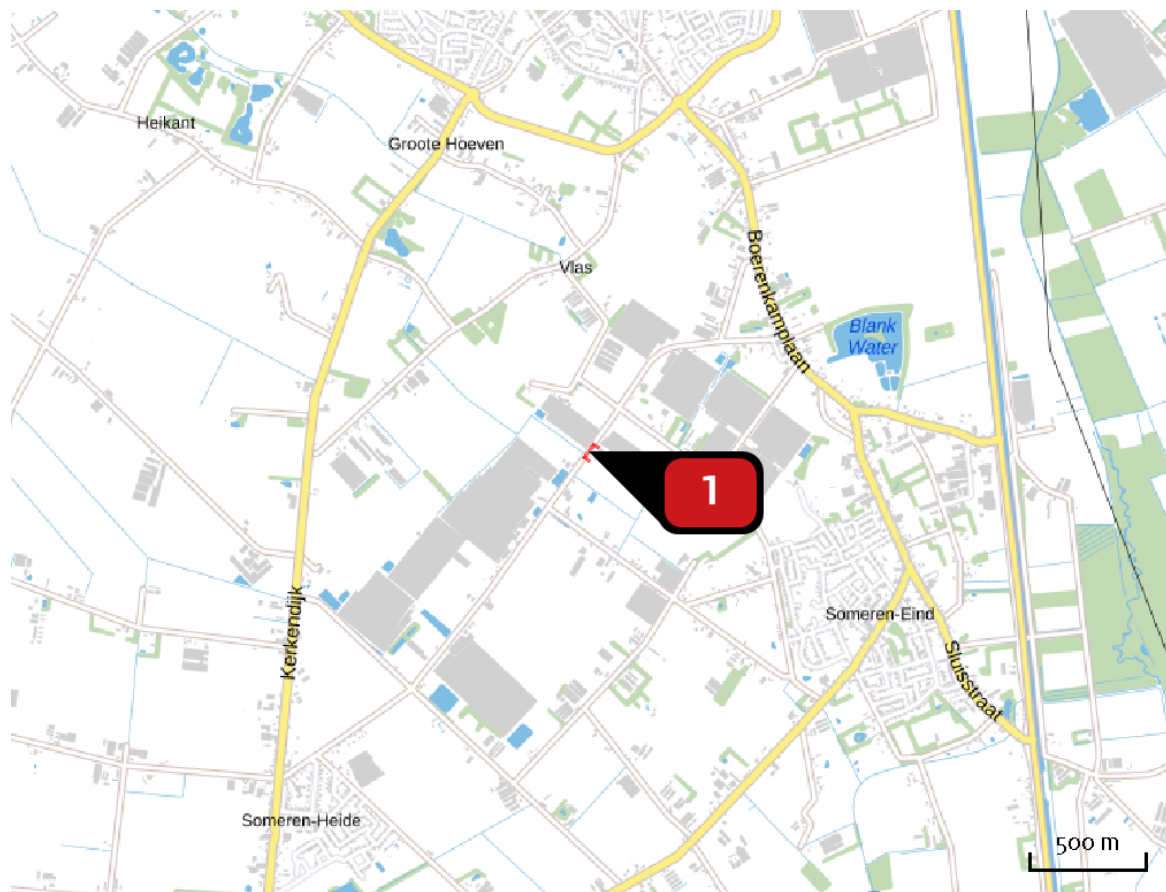 Heikant
Groote Hoeven
Vlas
Boerenkamplaan
Blank
Water
1
Kerkendijk
Someren-Eind
Sluisstraat
Someren-Heide
500 m